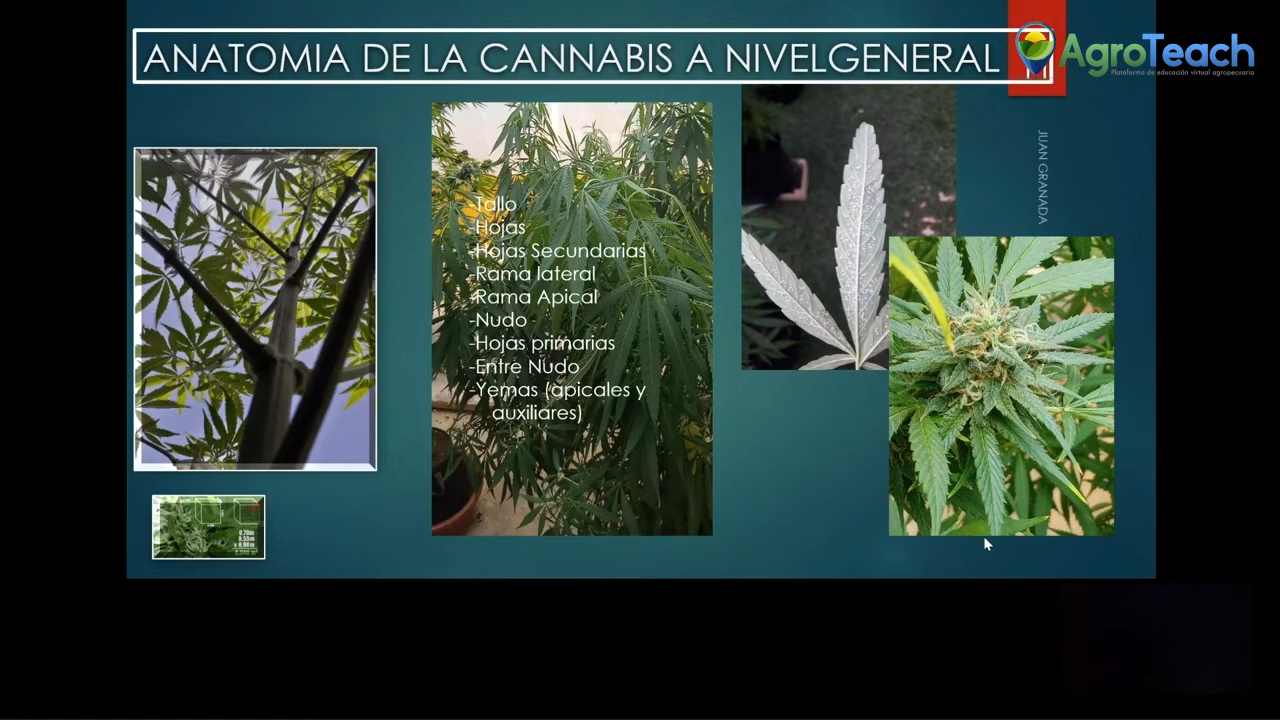 ANATOMIA DE LA CANNABIS A NIVELGENERAL
AgroTeach
Plataforma de educación virtual agropecuaria
JUAN GRANADA
-Tallo
-Hojas
-Hojas Secundarias
-Rama lateral
-Rama Apical
-Nudo
-Hojas primarias
-Entre Nudo
-Yemas (apicales y
auxiliares)